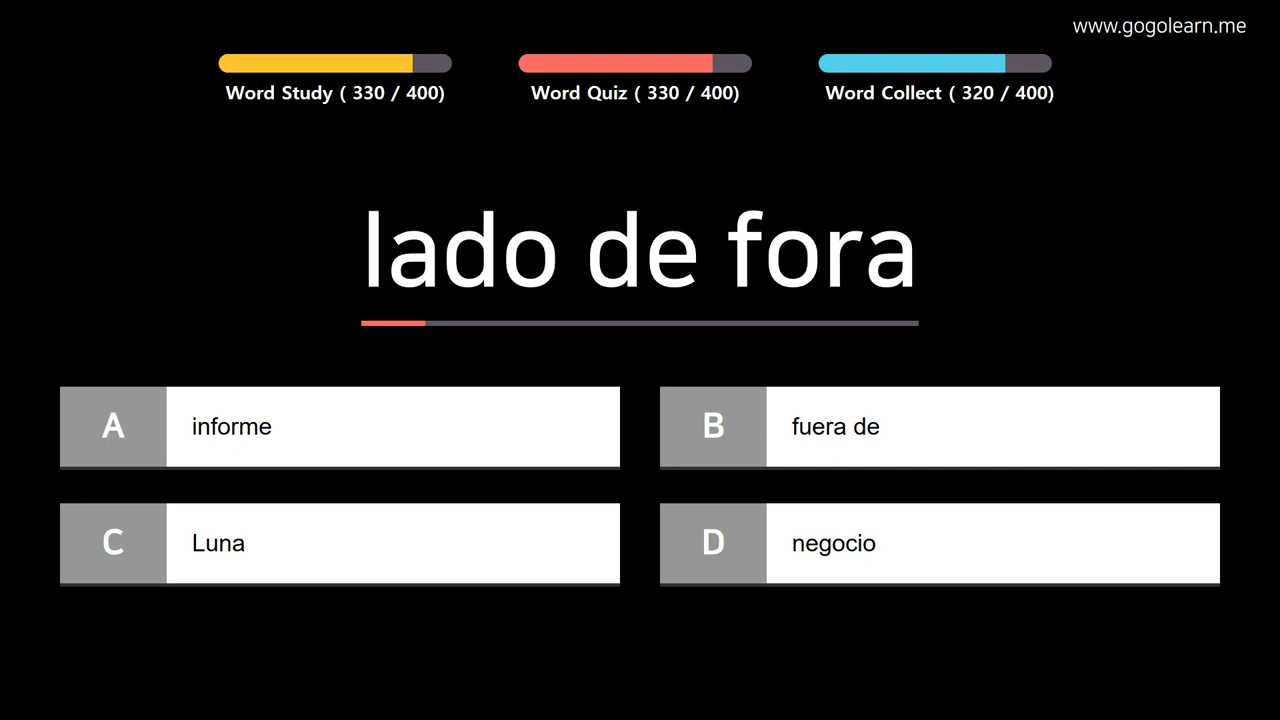 www.gogolearn.me
Word Study ( 330 / 400)
Word Quiz ( 330 / 400)
Word Collect ( 320 / 400)
lado de fora
A informe
B fuera de
C Luna
D negocio